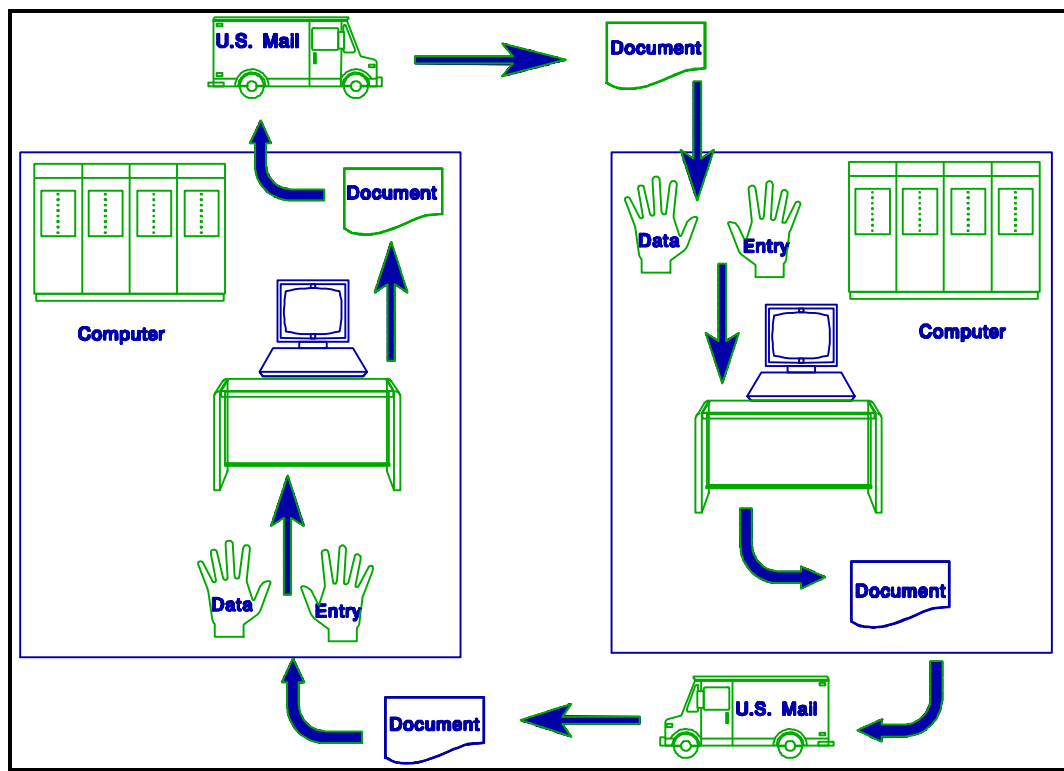 U.S. Mail
Document
Document
Data
Entry
Computer
Computer
Data
Entry
Document
Document
U.S. Mail